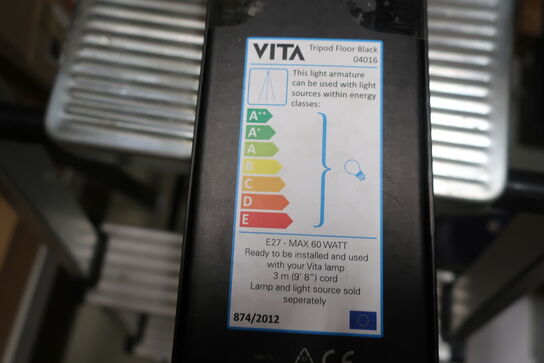 VITA Tripod Floor Black
04016
This light armature
can be used with light
sources within energy
classes:
A++
A+
A
B
C
D
E
E27 - MAX 60 WATT
Ready to be installed and used
with your Vita lamp
3 m (9' 8") cord
Lamp and light source sold
seperately
874/2012
04016
CE